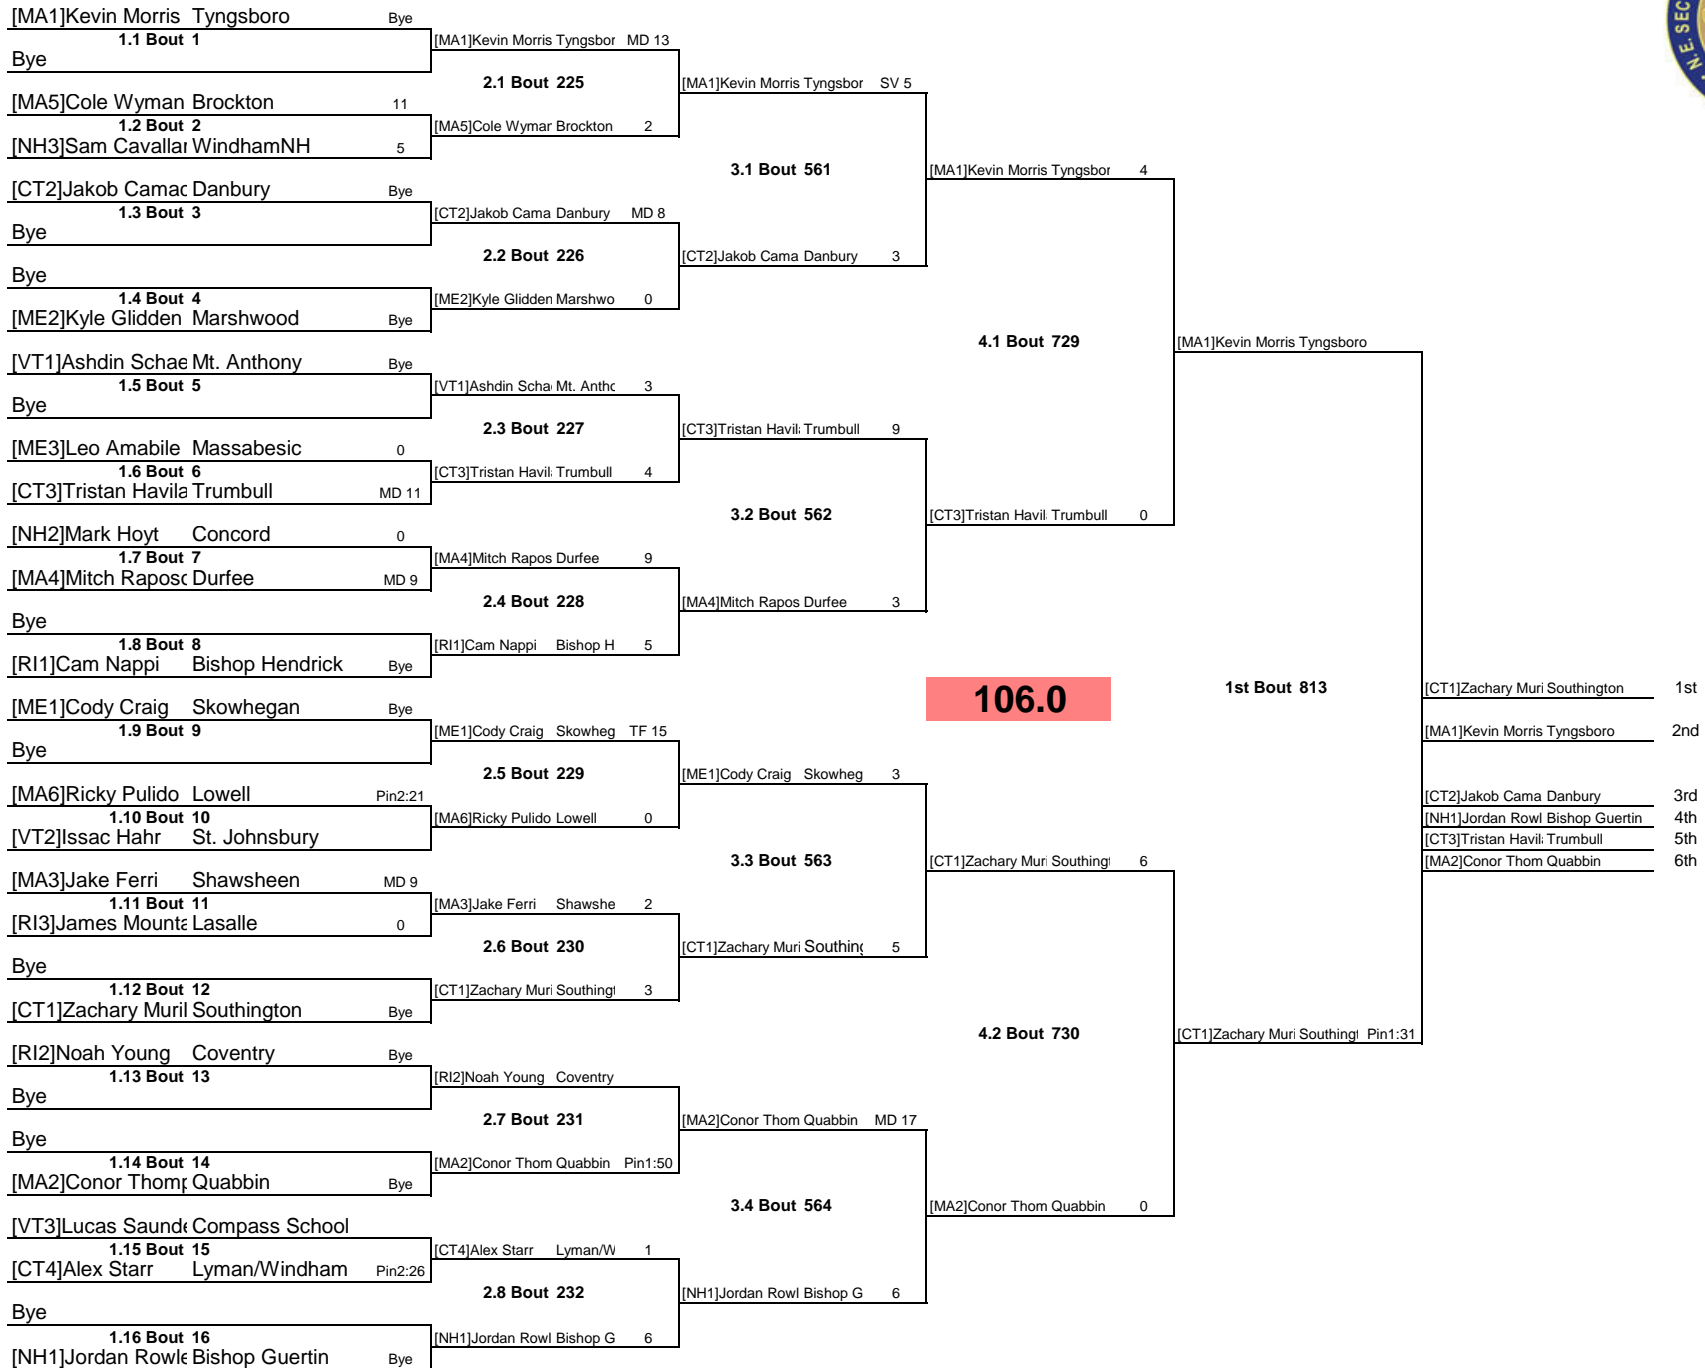 [MA1]Kevin Morris Tyngsboro Bye
1.1 Bout 1
Bye
[MA5]Cole Wyman Brockton 11
1.2 Bout 2
[NH3]Sam Cavallar WindhamNH 5
[CT2]Jakob Camac Danbury Bye
1.3 Bout 3
Bye
Bye
1.4 Bout 4
[ME2]Kyle Glidden Marshwood Bye
[VT1]Ashdin Schae Mt. Anthony Bye
1.5 Bout 5
Bye
[ME3]Leo Amabile Massabesic 0
1.6 Bout 6
[CT3]Tristan Havila Trumbull MD 11
[NH2]Mark Hoyt Concord 0
1.7 Bout 7
[MA4]Mitch Raposo Durfee MD 9
Bye
1.8 Bout 8
[RI1]Cam Nappi Bishop Hendrick Bye
[ME1]Cody Craig Skowhegan Bye
1.9 Bout 9
Bye
[MA6]Ricky Pulido Lowell Pin2:21
1.10 Bout 10
[VT2]Issac Hahr St. Johnsbury
[MA3]Jake Ferri Shawsheen MD 9
1.11 Bout 11
[RI3]James Mounta Lasalle 0
Bye
1.12 Bout 12
[CT1]Zachary Muril Southington Bye
[RI2]Noah Young Coventry Bye
1.13 Bout 13
Bye
Bye
1.14 Bout 14
[MA2]Conor Thomp Quabbin Bye
[VT3]Lucas Saunde Compass School
1.15 Bout 15
[CT4]Alex Starr Lyman/Windham Pin2:26
Bye
1.16 Bout 16
[NH1]Jordan Rowle Bishop Guertin Bye
[MA1]Kevin Morris Tyngsbor MD 13
2.1 Bout 225
[MA5]Cole Wymar Brockton 2
[CT2]Jakob Cama Danbury MD 8
2.2 Bout 226
[ME2]Kyle Glidden Marshwo 0
[VT1]Ashdin Scha Mt. Anthc 3
2.3 Bout 227
[CT3]Tristan Havil Trumbull 4
[MA4]Mitch Rapos Durfee 9
2.4 Bout 228
[RI1]Cam Nappi Bishop H 5
[ME1]Cody Craig Skowheg TF 15
2.5 Bout 229
[MA6]Ricky Pulido Lowell 0
[MA3]Jake Ferri Shawshe 2
2.6 Bout 230
[CT1]Zachary Muri Southingt 3
[RI2]Noah Young Coventry
2.7 Bout 231
[MA2]Conor Thom Quabbin Pin1:50
[CT4]Alex Starr Lyman/W 1
2.8 Bout 232
[NH1]Jordan Rowl Bishop G 6
[MA1]Kevin Morris Tyngsbor SV 5
3.1 Bout 561
[CT2]Jakob Cama Danbury 3
[CT3]Tristan Havil Trumbull 9
3.2 Bout 562
[MA4]Mitch Rapos Durfee 3
[ME1]Cody Craig Skowheg 3
3.3 Bout 563
[CT1]Zachary Muri Southing 5
[MA2]Conor Thom Quabbin MD 17
3.4 Bout 564
[NH1]Jordan Rowl Bishop G 6
[MA1]Kevin Morris Tyngsbor 4
4.1 Bout 729
[CT3]Tristan Havil Trumbull 0
106.0
[CT1]Zachary Muri Southingt 6
4.2 Bout 730
[MA2]Conor Thom Quabbin 0
[MA1]Kevin Morris Tyngsboro
1st Bout 813
[CT1]Zachary Muri Southingt Pin1:31
[CT1]Zachary Muri Southington 1st
[MA1]Kevin Morris Tyngsboro 2nd
[CT2]Jakob Cama Danbury 3rd
[NH1]Jordan Rowl Bishop Guertin 4th
[CT3]Tristan Havil Trumbull 5th
[MA2]Conor Thom Quabbin 6th
N.E. SEC